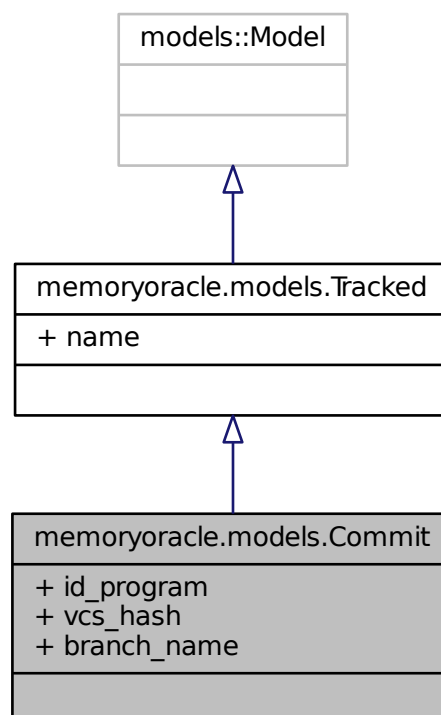 models::Model
memoryoracle.models.Tracked
+ name
memoryoracle.models.Commit
+ id_program
+ vcs_hash
+ branch_name